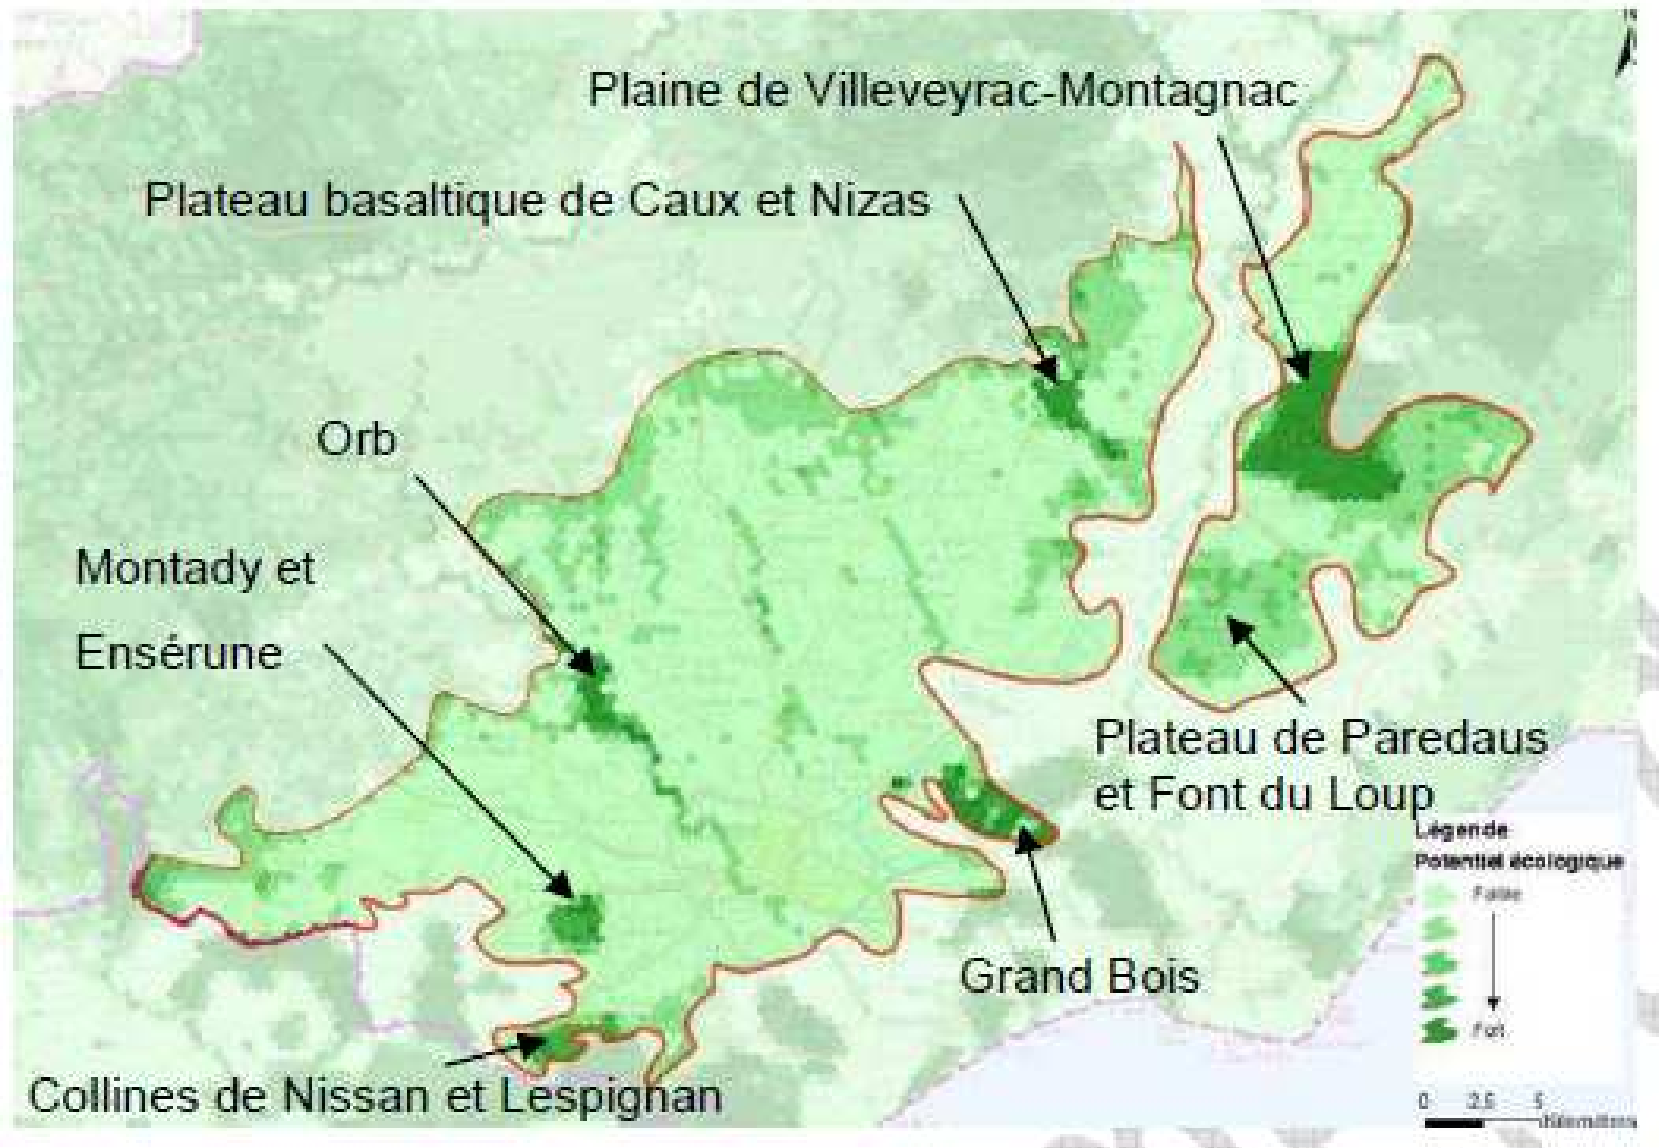 Plaine de Villeveyrac-Montagnac
Plateau basaltique de Caux et Nizas
Orb
Montady et
Ensérune
Plateau de Paredaus
et Font du Loup
Légende
Potentiel écologique
Faible
Fort
Grand Bois
Collines de Nissan et Lespignan
0 2,5 5
Kilomètres